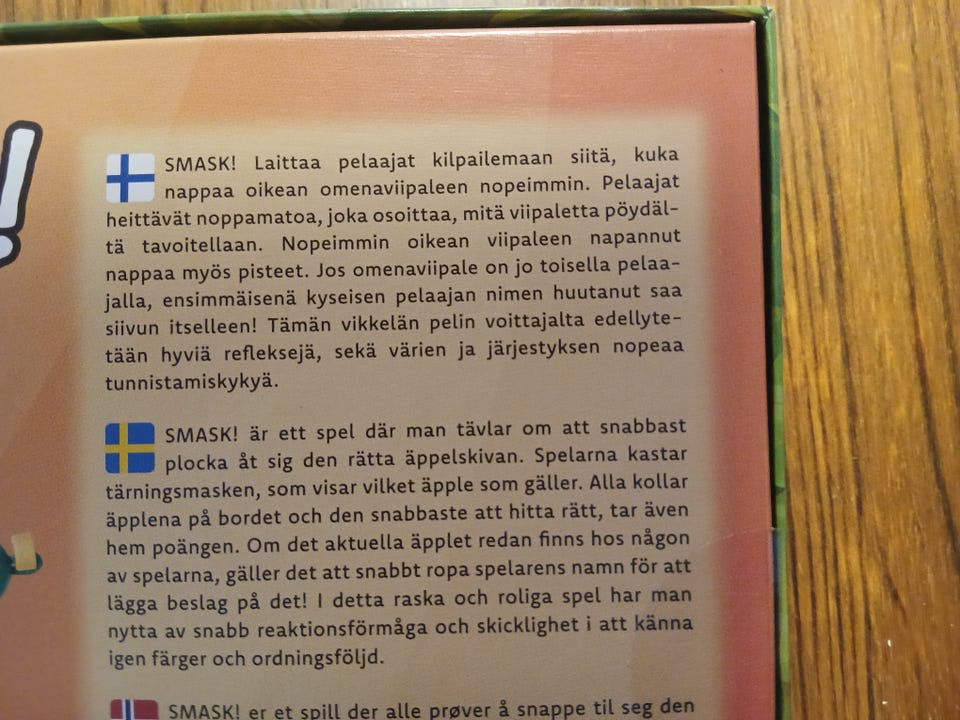 !
SMASK! Laittaa pelaajat kilpailemaan siitä, kuka
nappaa oikean omenaviipaleen nopeimmin. Pelaajat
heittävät noppamatoa, joka osoittaa, mitä viipaletta pöydäl-
tä tavoitellaan. Nopeimmin oikean viipaleen napannut
nappaa myös pisteet. Jos omenaviipale on jo toisella pelaa-
jalla, ensimmäisenä kyseisen pelaajan nimen huutanut saa
siivun itselleen! Tämän vikkelän pelin voittajalta edellyte-
tään hyviä refleksejä, sekä värien ja järjestyksen nopeaa
tunnistamiskykyä.
SMASK! är ett spel där man tävlar om att snabbast
plocka åt sig den rätta äppelskivan. Spelarna kastar
tärningsmasken, som visar vilket äpple som gäller. Alla kollar
äpplena på bordet och den snabbaste att hitta rätt, tar även
hem poängen. Om det aktuella äpplet redan finns hos någon
av spelarna, gäller det att snabbt ropa spelarens namn för att
lägga beslag på det! I detta raska och roliga spel har man
nytta av snabb reaktionsförmåga och skicklighet i att känna
igen färger och ordningsföljd.
SMASK! er et spill der alle prøver å snappe til seg den